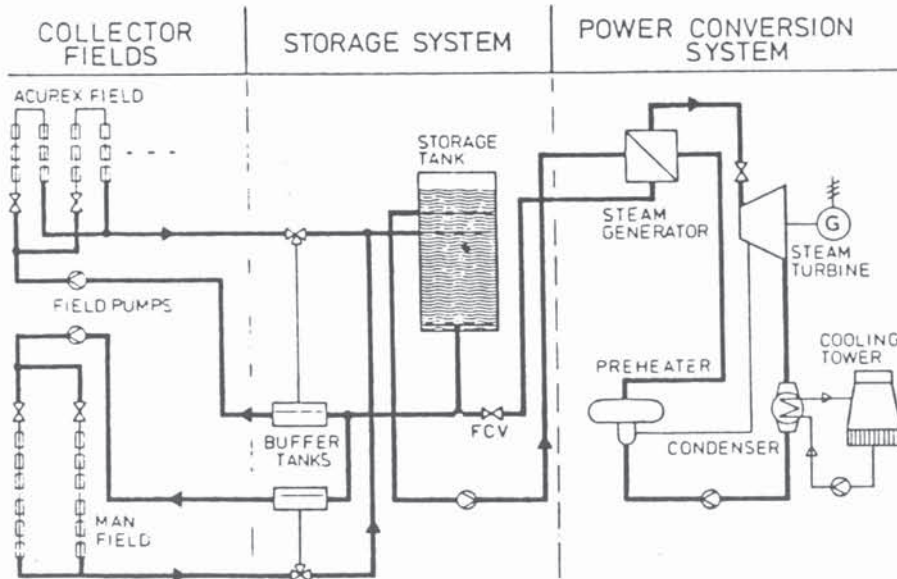 COLLECTOR
FIELDS
STORAGE SYSTEM
POWER CONVERSION
SYSTEM
ACUREX FIELD
STORAGE
TANK
STEAM
GENERATOR
G
STEAM
TURBINE
FIELD PUMPS
COOLING
TOWER
PREHEATER
FCV
BUFFER
TANKS
CONDENSER
MAN
FIELD